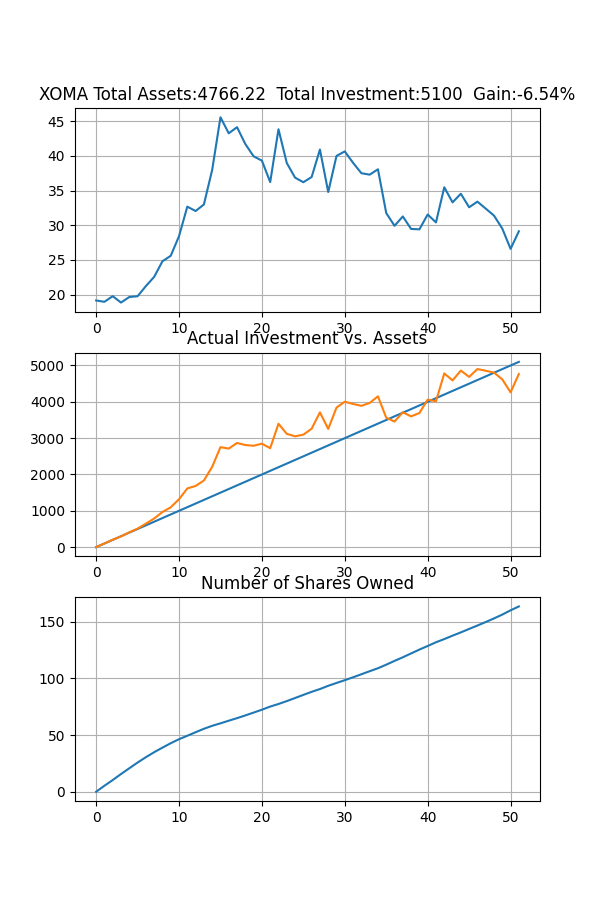 XOMA Total Assets:4766.22  Total Investment:5100  Gain:-6.54%
45
40
35
30
25
20
0 10 20 30 40 50
Actual Investment vs. Assets
5000
4000
3000
2000
1000
0
0 10 20 30 40 50
Number of Shares Owned
150
100
50
0
0 10 20 30 40 50